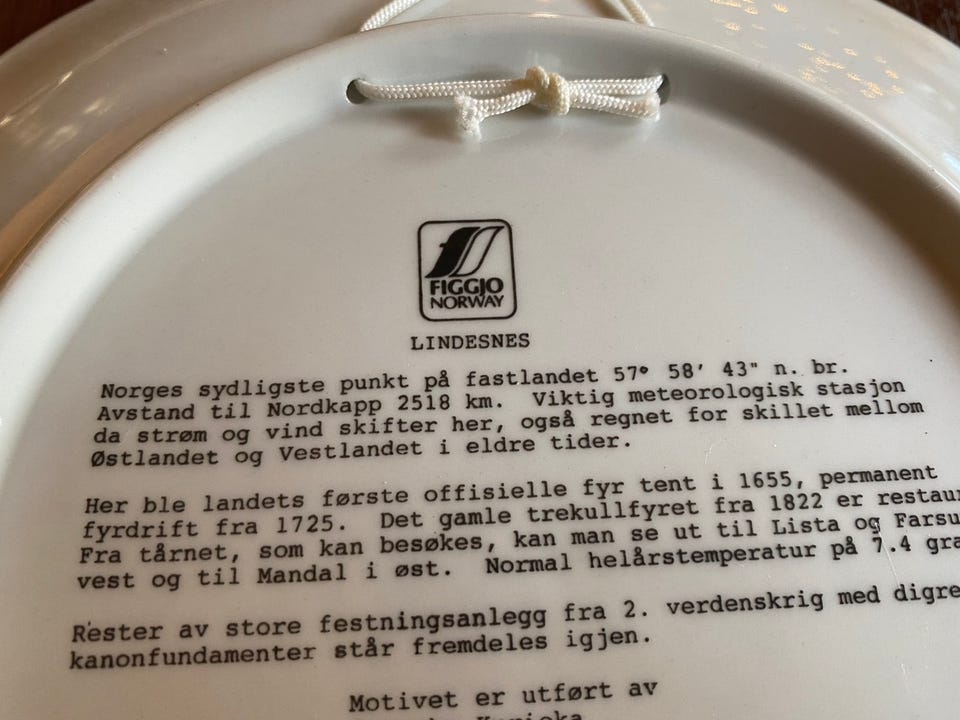 FIGGJO
NORWAY
LINDESNES
Norges sydligste punkt på fastlandet 57° 58' 43" n. br.
Avstand til Nordkapp 2518 km. Viktig meteorologisk stasjon
da strøm og vind skifter her, også regnet for skillet mellom
Østlandet og Vestlandet i eldre tider.
Her ble landets første offisielle fyr tent i 1655, permanent
fyrdrift fra 1725. Det gamle trekullfyret fra 1822 er restau
Fra tårnet, som kan besøkes, kan man se ut til Lista og Farsu
vest og til Mandal i øst. Normal helårstemperatur på 7.4 gra
Rester av store festningsanlegg fra 2. verdenskrig med digre
kanonfundamenter står fremdeles igjen.
Motivet er utført av